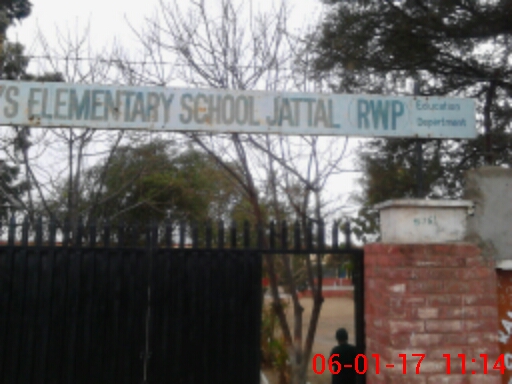 'S ELEMENTARY SCHOOL JATTAL (RWP)
Education
Department
06-01-17 11:14